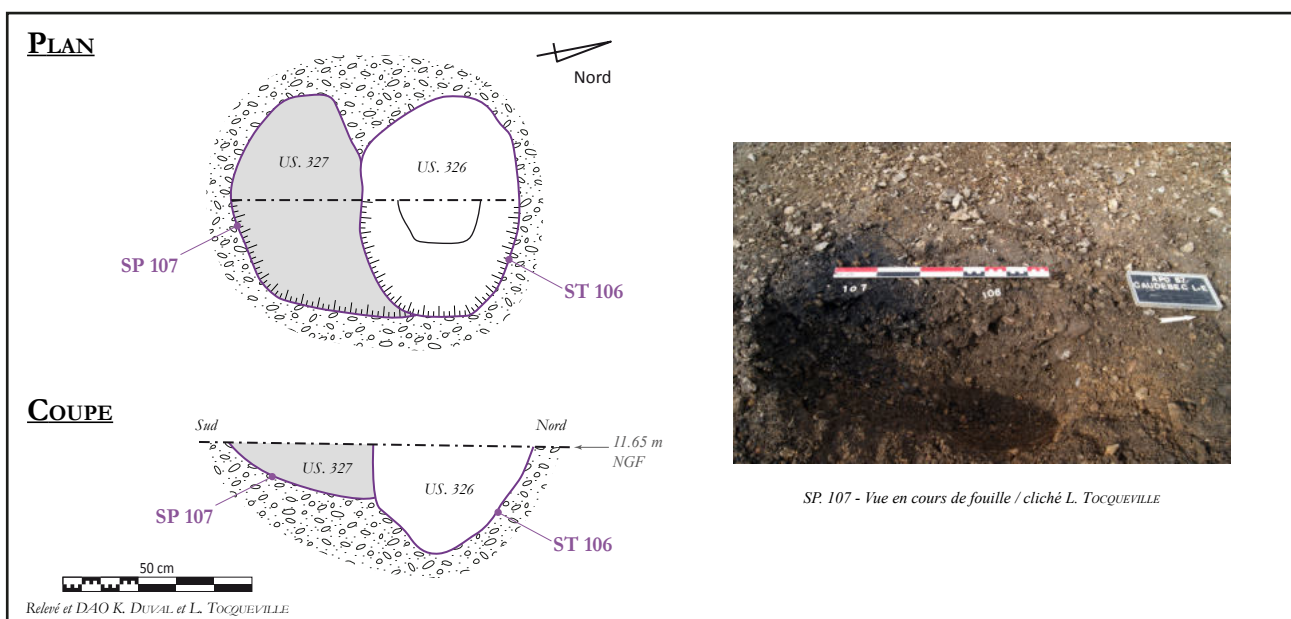 PLAN
Nord
US. 327
US. 326
SP 107
ST 106
COUPE
Sud
Nord
11.65 m
NGF
US. 327
US. 326
SP 107
ST 106
50 cm
Relevé et DAO K. DUVAL et L. TOCQUEVILLE
107
106
CAUDEBEC L-E
SP. 107 - Vue en cours de fouille / cliché L. TOCQUEVILLE